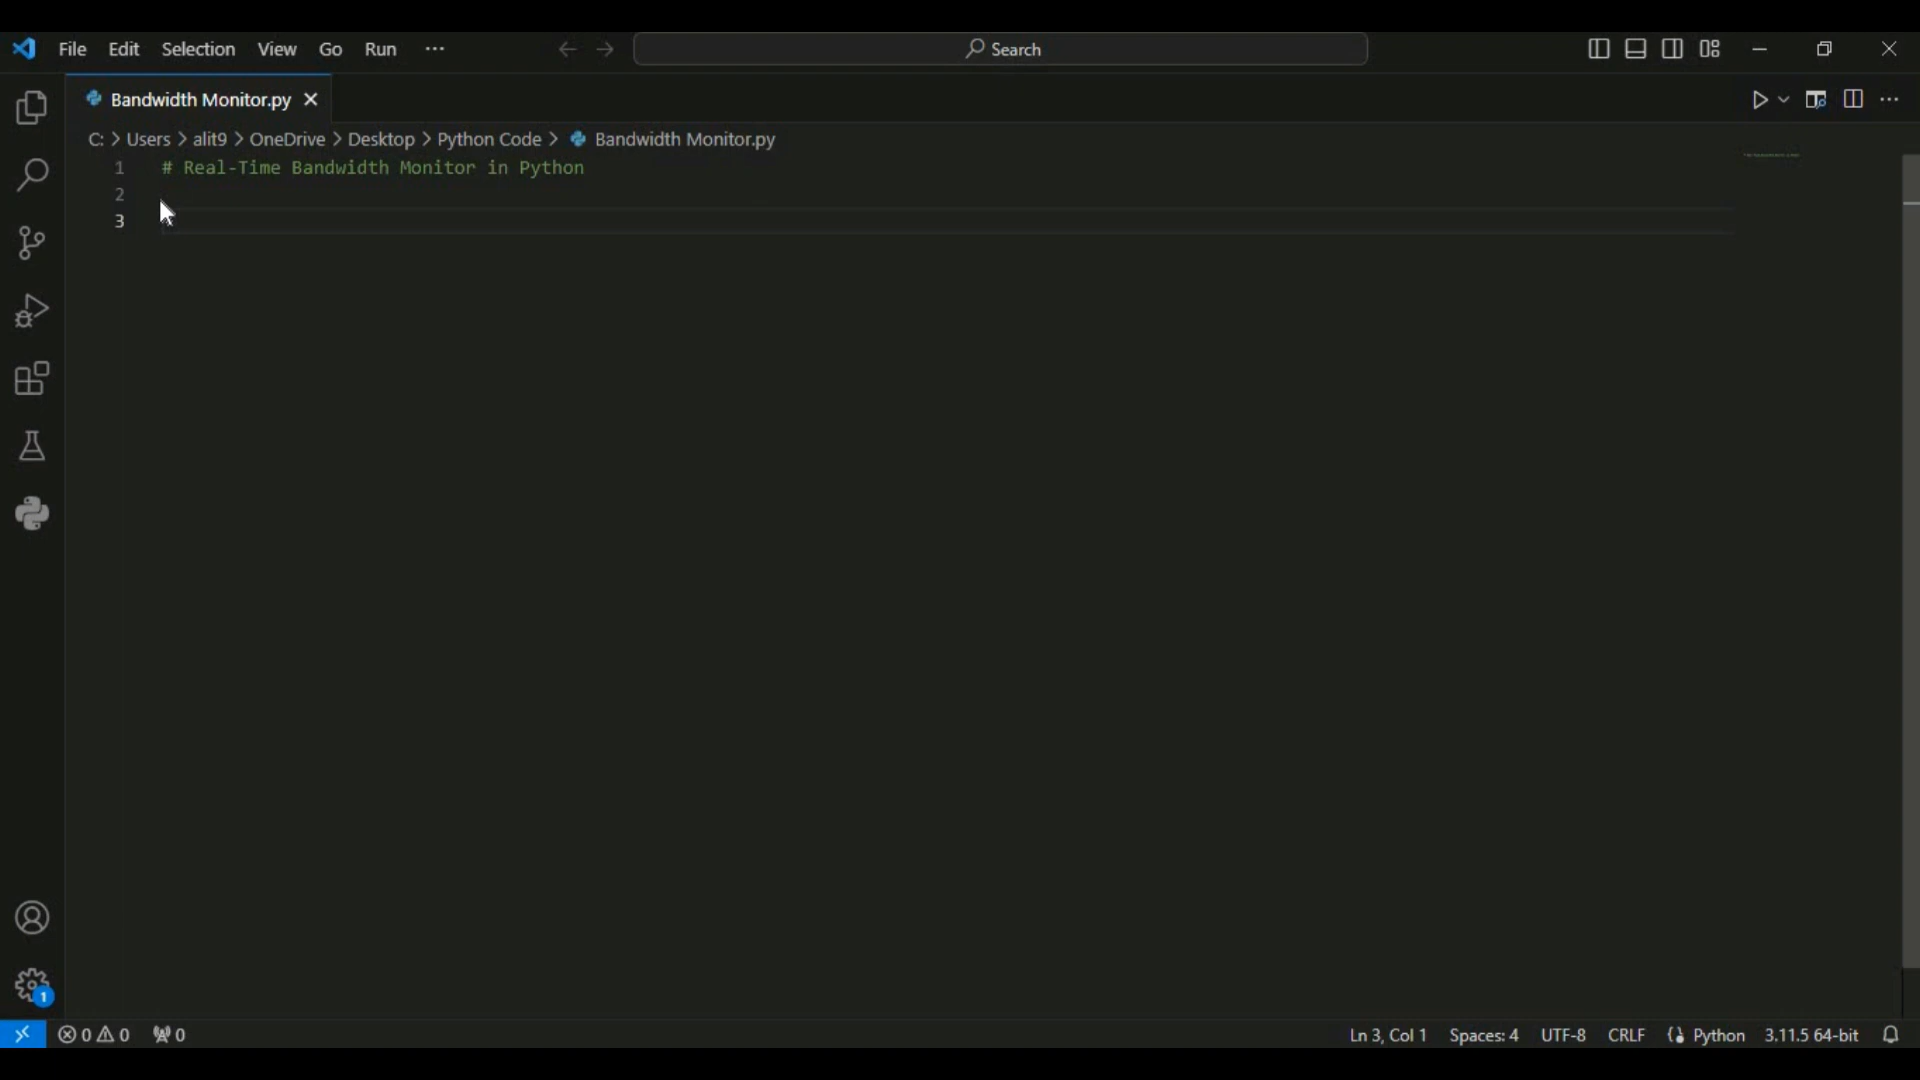 File Edit Selection View Go Run ···
Search
Bandwidth Monitor.py
C: > Users > alit9 > OneDrive > Desktop > Python Code > Bandwidth Monitor.py
1 # Real-Time Bandwidth Monitor in Python
2
3
1
0 0 0
Ln 3, Col 1 Spaces: 4 UTF-8 CRLF Python 3.11.5 64-bit